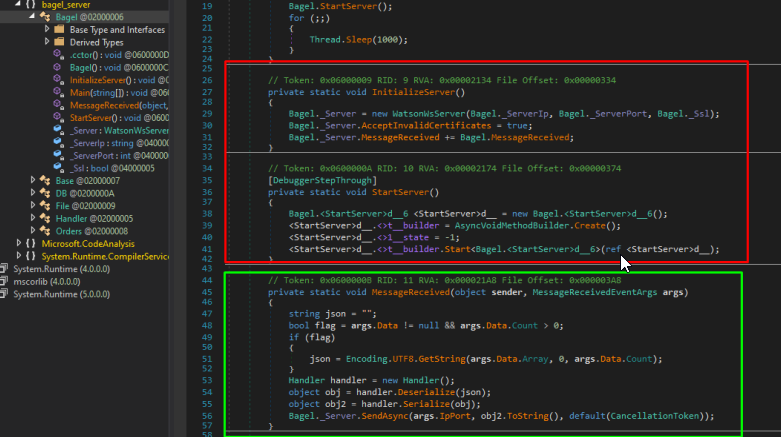 bagel_server
Bagel @02000006
Base Type and Interfaces
Derived Types
.cctor() : void @0600000D
Bagel() : void @0600000C
InitializeServer() : void @0
Main(string[]) : void @0600
MessageReceived(object,
StartServer() : void @0600
_Server : WatsonWsServer
_ServerIp : string @04000
_ServerPort : int @040000
_Ssl : bool @04000005
Base @02000007
DB @0200000A
File @02000009
Handler @02000005
Orders @02000008
Microsoft.CodeAnalysis
System.Runtime.CompilerService
System.Runtime (4.0.0.0)
mscorlib (4.0.0.0)
System.Runtime (5.0.0.0)
19 Bagel.StartServer();
20 for (;;)
21 {
22 Thread.Sleep(1000);
23 }
24 }
25
26 // Token: 0x06000009 RID: 9 RVA: 0x00002134 File Offset: 0x00000334
27 private static void InitializeServer()
28 {
29 Bagel._Server = new WatsonWsServer(Bagel._ServerIp, Bagel._ServerPort, Bagel._Ssl);
30 Bagel._Server.AcceptInvalidCertificates = true;
31 Bagel._Server.MessageReceived += Bagel.MessageReceived;
32 }
33
34 // Token: 0x0600000A RID: 10 RVA: 0x00002174 File Offset: 0x00000374
35 [DebuggerStepThrough]
36 private static void StartServer()
37 {
38 Bagel.<StartServer>d__6 <StartServer>d__ = new Bagel.<StartServer>d__6();
39 <StartServer>d__.<>t__builder = AsyncVoidMethodBuilder.Create();
40 <StartServer>d__.<>1__state = -1;
41 <StartServer>d__.<>t__builder.Start<Bagel.<StartServer>d__6>(ref <StartServer>d__);
42 }
43
44 // Token: 0x0600000B RID: 11 RVA: 0x000021A8 File Offset: 0x000003A8
45 private static void MessageReceived(object sender, MessageReceivedEventArgs args)
46 {
47 string json = "";
48 bool flag = args.Data != null && args.Data.Count > 0;
49 if (flag)
50 {
51 json = Encoding.UTF8.GetString(args.Data.Array, 0, args.Data.Count);
52 }
53 Handler handler = new Handler();
54 object obj = handler.Deserialize(json);
55 object obj2 = handler.Serialize(obj);
56 Bagel._Server.SendAsync(args.IpPort, obj2.ToString(), default(CancellationToken));
57 }
58